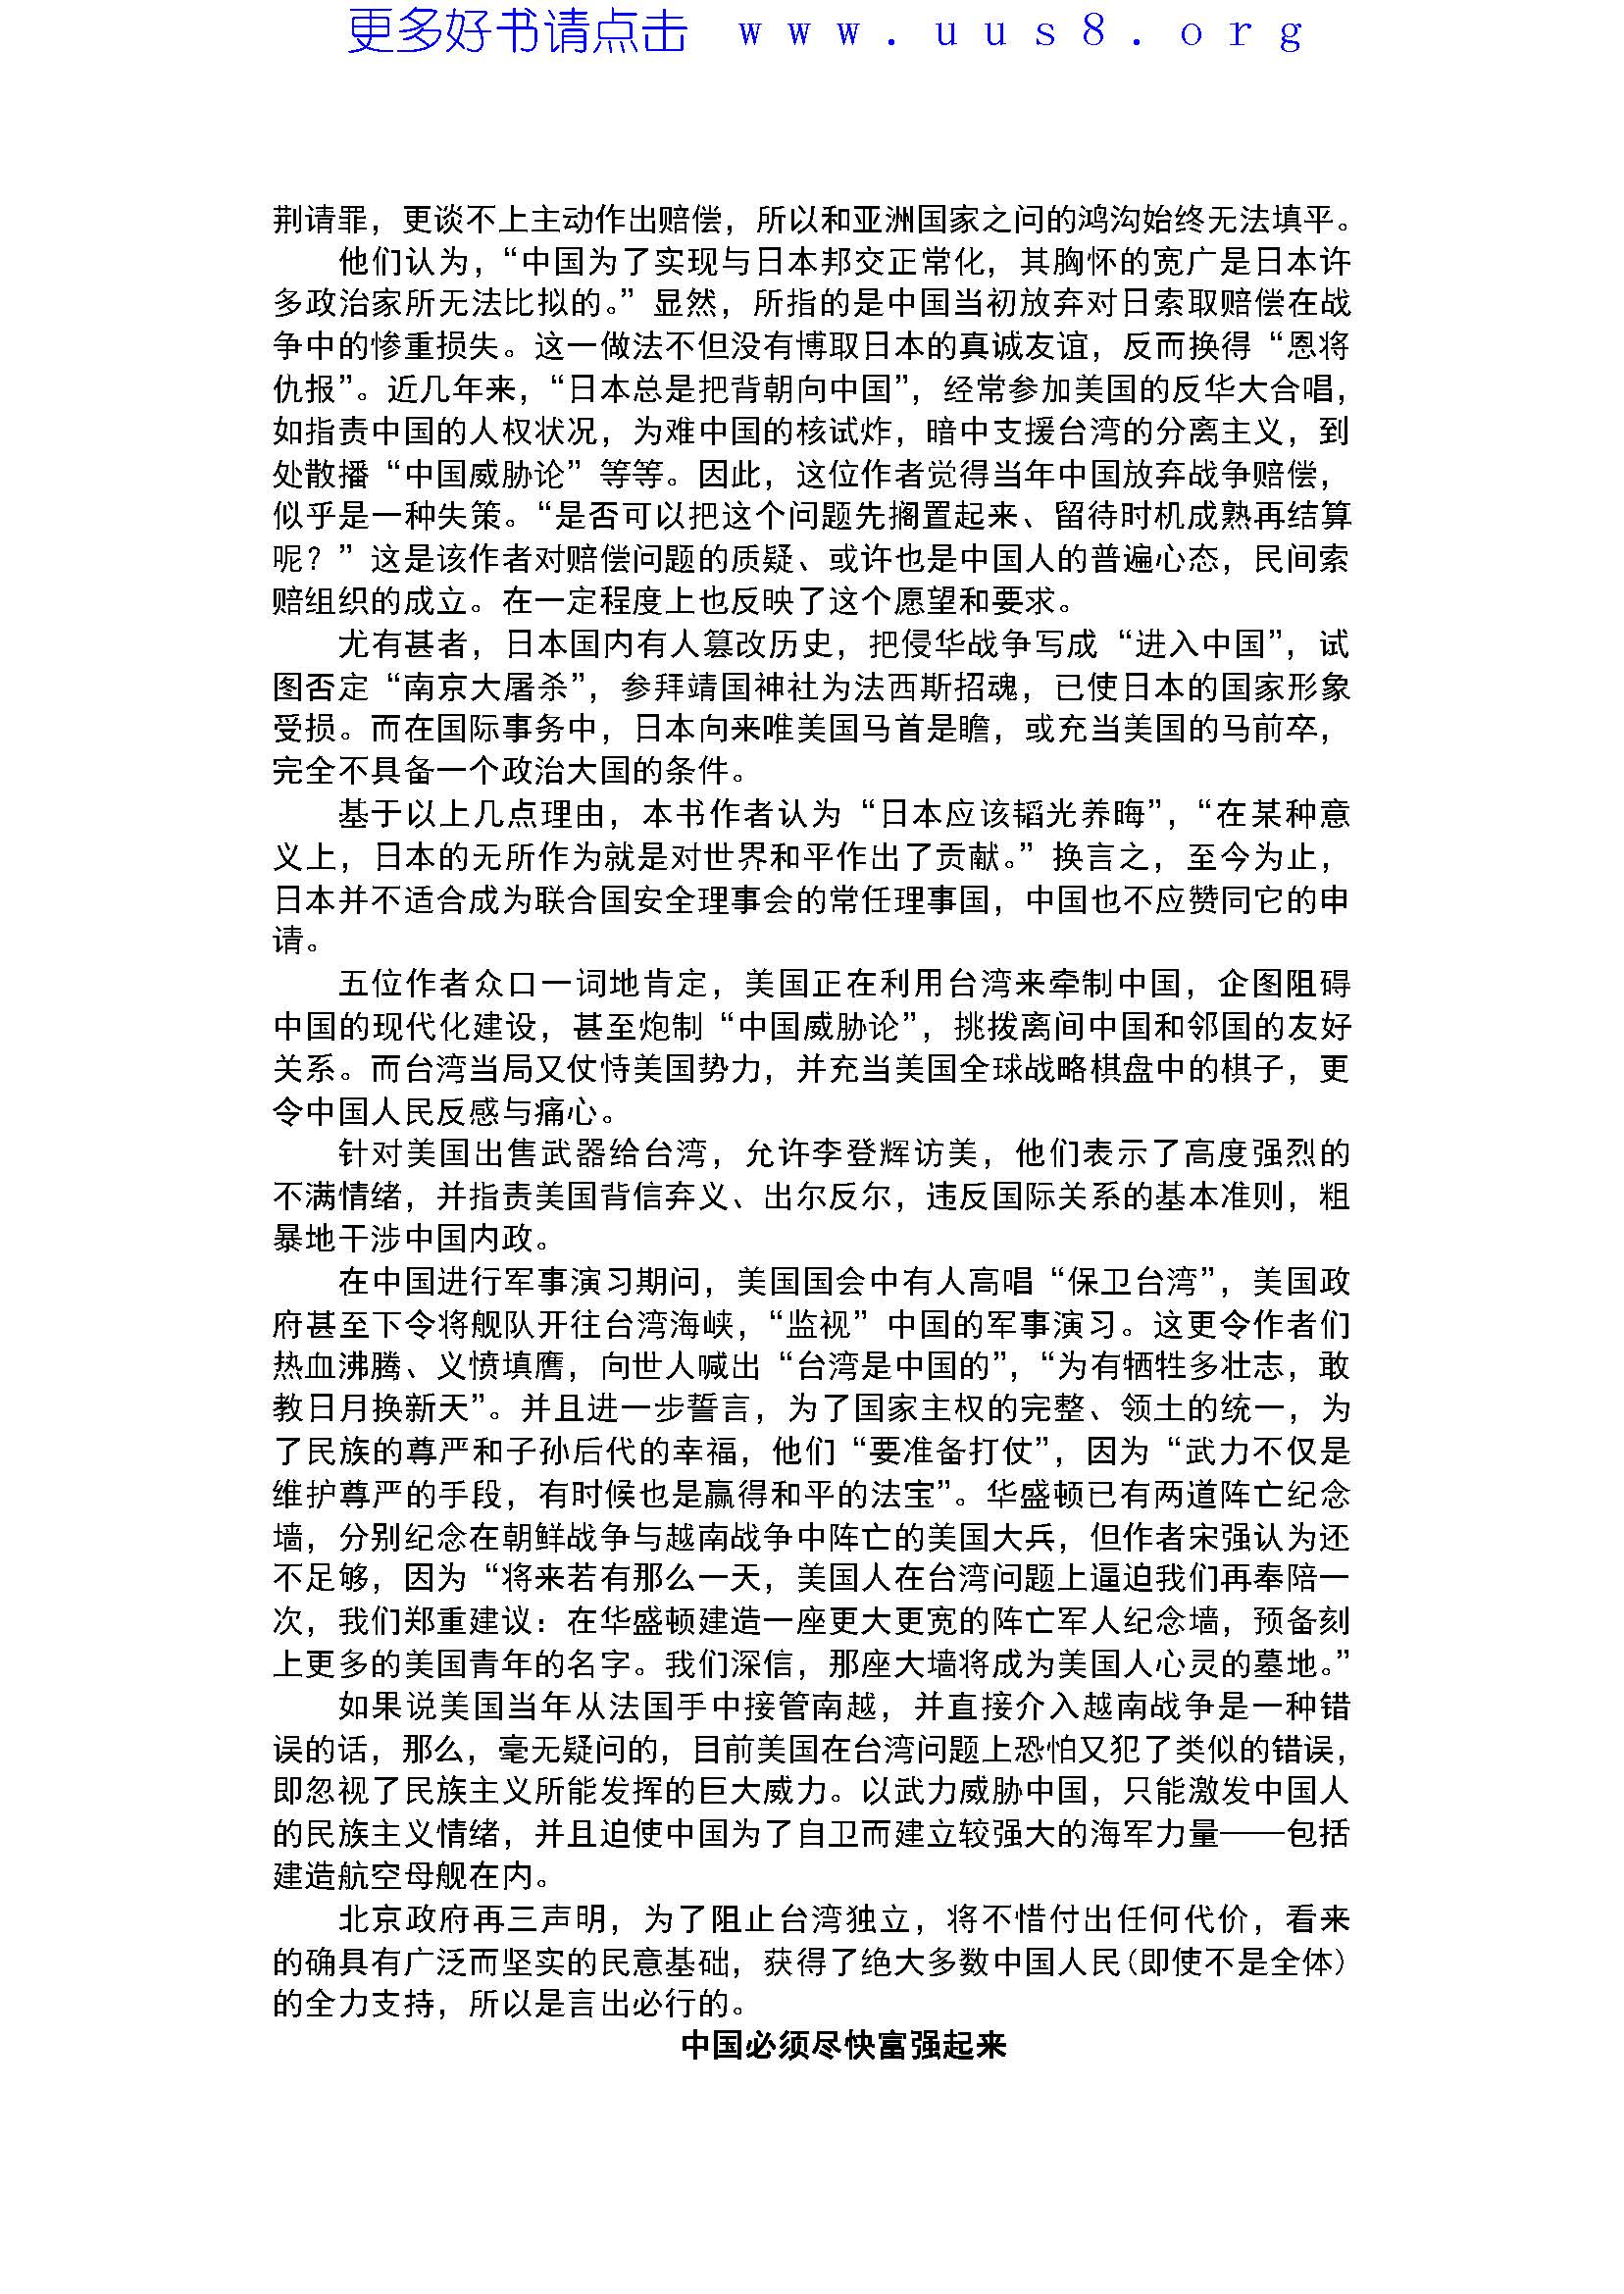 更多好书请点击 www.uus8.org
荆请罪，更谈不上主动作出赔偿，所以和亚洲国家之问的鸿沟始终无法填平。
他们认为，“中国为了实现与日本邦交正常化，其胸怀的宽广是日本许
多政治家所无法比拟的。”显然，所指的是中国当初放弃对日索取赔偿在战
争中的惨重损失。这一做法不但没有博取日本的真诚友谊，反而换得“恩将
仇报”。近几年来，“日本总是把背朝向中国”，经常参加美国的反华大合唱，
如指责中国的人权状况，为难中国的核试炸，暗中支援台湾的分离主义，到
处散播“中国威胁论”等等。因此，这位作者觉得当年中国放弃战争赔偿，
似乎是一种失策。“是否可以把这个问题先搁置起来、留待时机成熟再结算
呢？”这是该作者对赔偿问题的质疑、或许也是中国人的普遍心态，民间索
赔组织的成立。在一定程度上也反映了这个愿望和要求。
尤有甚者，日本国内有人篡改历史，把侵华战争写成“进入中国”，试
图否定“南京大屠杀”，参拜靖国神社为法西斯招魂，已使日本的国家形象
受损。而在国际事务中，日本向来唯美国马首是瞻，或充当美国的马前卒，
完全不具备一个政治大国的条件。
基于以上几点理由，本书作者认为“日本应该韬光养晦”，“在某种意
义上，日本的无所作为就是对世界和平作出了贡献。”换言之，至今为止，
日本并不适合成为联合国安全理事会的常任理事国，中国也不应赞同它的申
请。
五位作者众口一词地肯定，美国正在利用台湾来牵制中国，企图阻碍
中国的现代化建设，甚至炮制“中国威胁论”，挑拨离间中国和邻国的友好
关系。而台湾当局又仗恃美国势力，并充当美国全球战略棋盘中的棋子，更
令中国人民反感与痛心。
针对美国出售武器给台湾，允许李登辉访美，他们表示了高度强烈的
不满情绪，并指责美国背信弃义、出尔反尔，违反国际关系的基本准则，粗
暴地干涉中国内政。
在中国进行军事演习期问，美国国会中有人高唱“保卫台湾”，美国政
府甚至下令将舰队开往台湾海峡，“监视”中国的军事演习。这更令作者们
热血沸腾、义愤填膺，向世人喊出“台湾是中国的”，“为有牺牲多壮志，敢
教日月换新天”。并且进一步誓言，为了国家主权的完整、领土的统一，为
了民族的尊严和子孙后代的幸福，他们“要准备打仗”，因为“武力不仅是
维护尊严的手段，有时候也是赢得和平的法宝”。华盛顿已有两道阵亡纪念
墙，分别纪念在朝鲜战争与越南战争中阵亡的美国大兵，但作者宋强认为还
不足够，因为“将来若有那么一天，美国人在台湾问题上逼迫我们再奉陪一
次，我们郑重建议：在华盛顿建造一座更大更宽的阵亡军人纪念墙，预备刻
上更多的美国青年的名字。我们深信，那座大墙将成为美国人心灵的墓地。”
如果说美国当年从法国手中接管南越，并直接介入越南战争是一种错
误的话，那么，毫无疑问的，目前美国在台湾问题上恐怕又犯了类似的错误，
即忽视了民族主义所能发挥的巨大威力。以武力威胁中国，只能激发中国人
的民族主义情绪，并且迫使中国为了自卫而建立较强大的海军力量——包括
建造航空母舰在内。
北京政府再三声明，为了阻止台湾独立，将不惜付出任何代价，看来
的确具有广泛而坚实的民意基础，获得了绝大多数中国人民(即使不是全体)
的全力支持，所以是言出必行的。
中国必须尽快富强起来